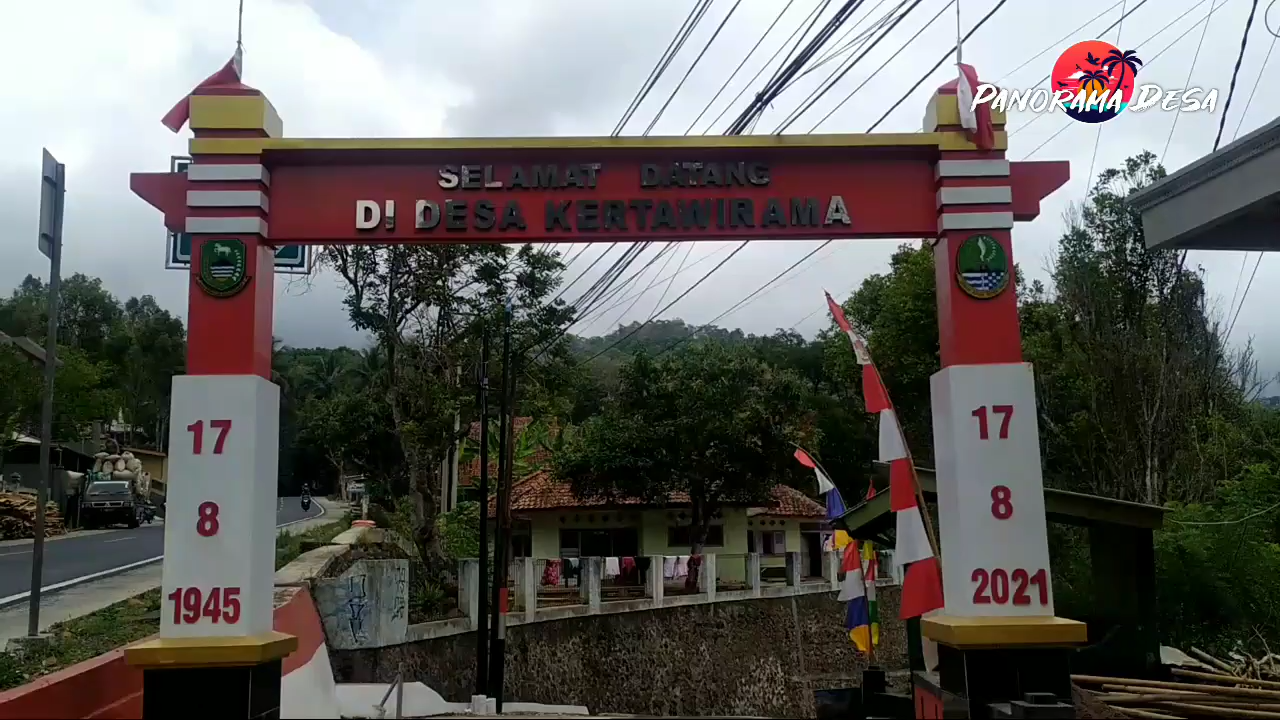 PANORAMA DESA
SELAMAT DATANG
DI DESA KERTAWIRAMA
17
8
1945
17
8
2021